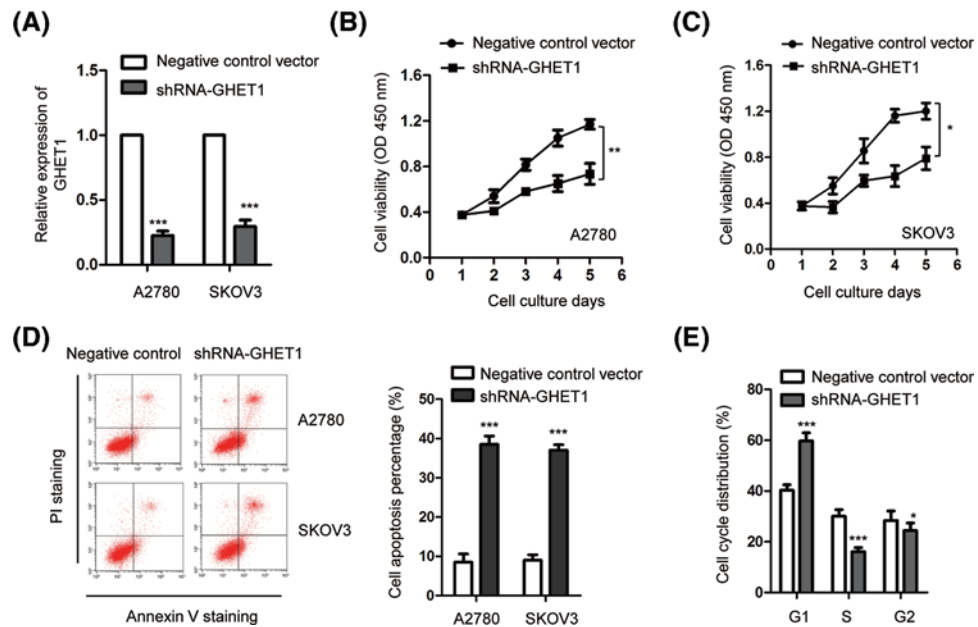 (A)
Negative control vector
shRNA-GHET1
Relative expression of
GHET1
1.5
1.0
0.5
0.0
***
***
A2780
SKOV3
(B)
Negative control vector
shRNA-GHET1
Cell viability (OD 450 nm)
1.6
1.2
0.8
0.4
0
**
A2780
0 1 2 3 4 5 6
Cell culture days
(C)
Negative control vector
shRNA-GHET1
Cell viability (OD 450 nm)
1.6
1.2
0.8
0.4
0.0
*
SKOV3
0 1 2 3 4 5 6
Cell culture days
(D)
Negative control
shRNA-GHET1
PI staining
A2780
SKOV3
Annexin V staining
Negative control vector
shRNA-GHET1
Cell apoptosis percentage (%)
50
40
30
20
10
0
***
***
A2780
SKOV3
(E)
Negative control vector
shRNA-GHET1
Cell cycle distribution (%)
80
60
40
20
0
***
***
*
G1
S
G2